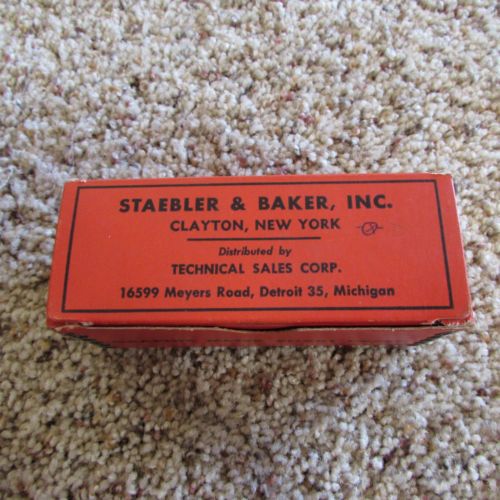 STAEBLER & BAKER, INC.
CLAYTON, NEW YORK
Distributed by
TECHNICAL SALES CORP.
16599 Meyers Road, Detroit 35, Michigan